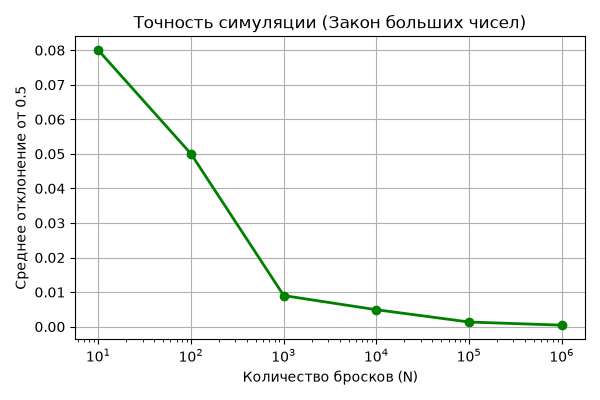 Точность симуляции (Закон больших чисел)
Среднее отклонение от 0.5
0.08
0.07
0.06
0.05
0.04
0.03
0.02
0.01
0.00
10¹ 10² 10³ 10⁴ 10⁵ 10⁶
Количество бросков (N)